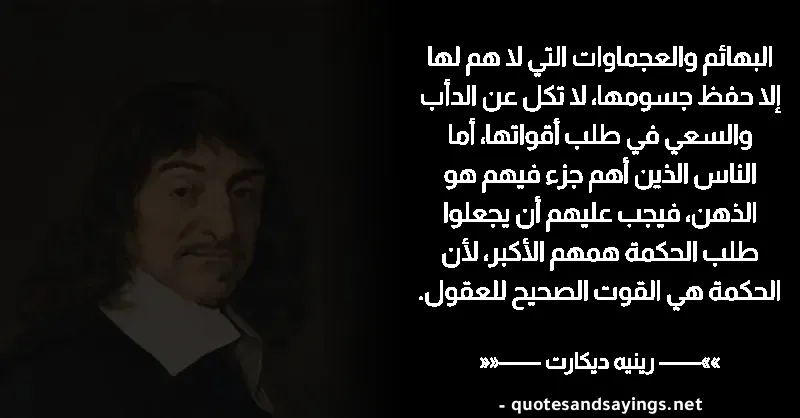 البهائم والعجماوات التي لا هم لها
إلا حفظ جسومها، لا تكل عن الدأب
والسعي في طلب أقواتها، أما
الناس الذين أهم جزء فيهم هو
الذهن، فيجب عليهم أن يجعلوا
طلب الحكمة همهم الأكبر، لأن
الحكمة هي القوت الصحيح للعقول.
»»—— رينيه ديكارت ——««
- quotesandsayings.net